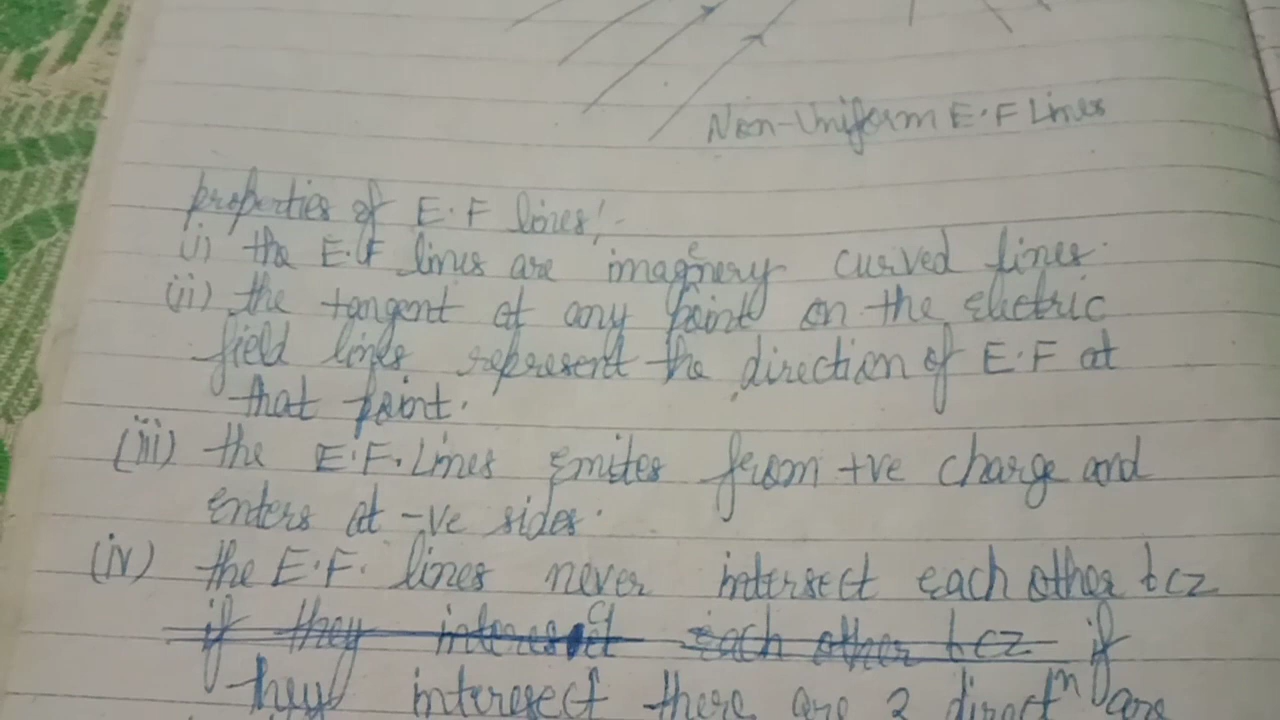 Non-Uniform E.F Lines
properties of E.F lines:-
(i) the E.F lines are imagenery curved lines.
(ii) the tangent at any point on the electric
field lines represent the direction of E.F at
that point.
(iii) the E.F. Lines Emites from +ve charge and
enters at -ve sides.
(iv) the E.F. lines never intersect each other bcz
if they interesct each other bcz if
they intersect there are 2 directn are